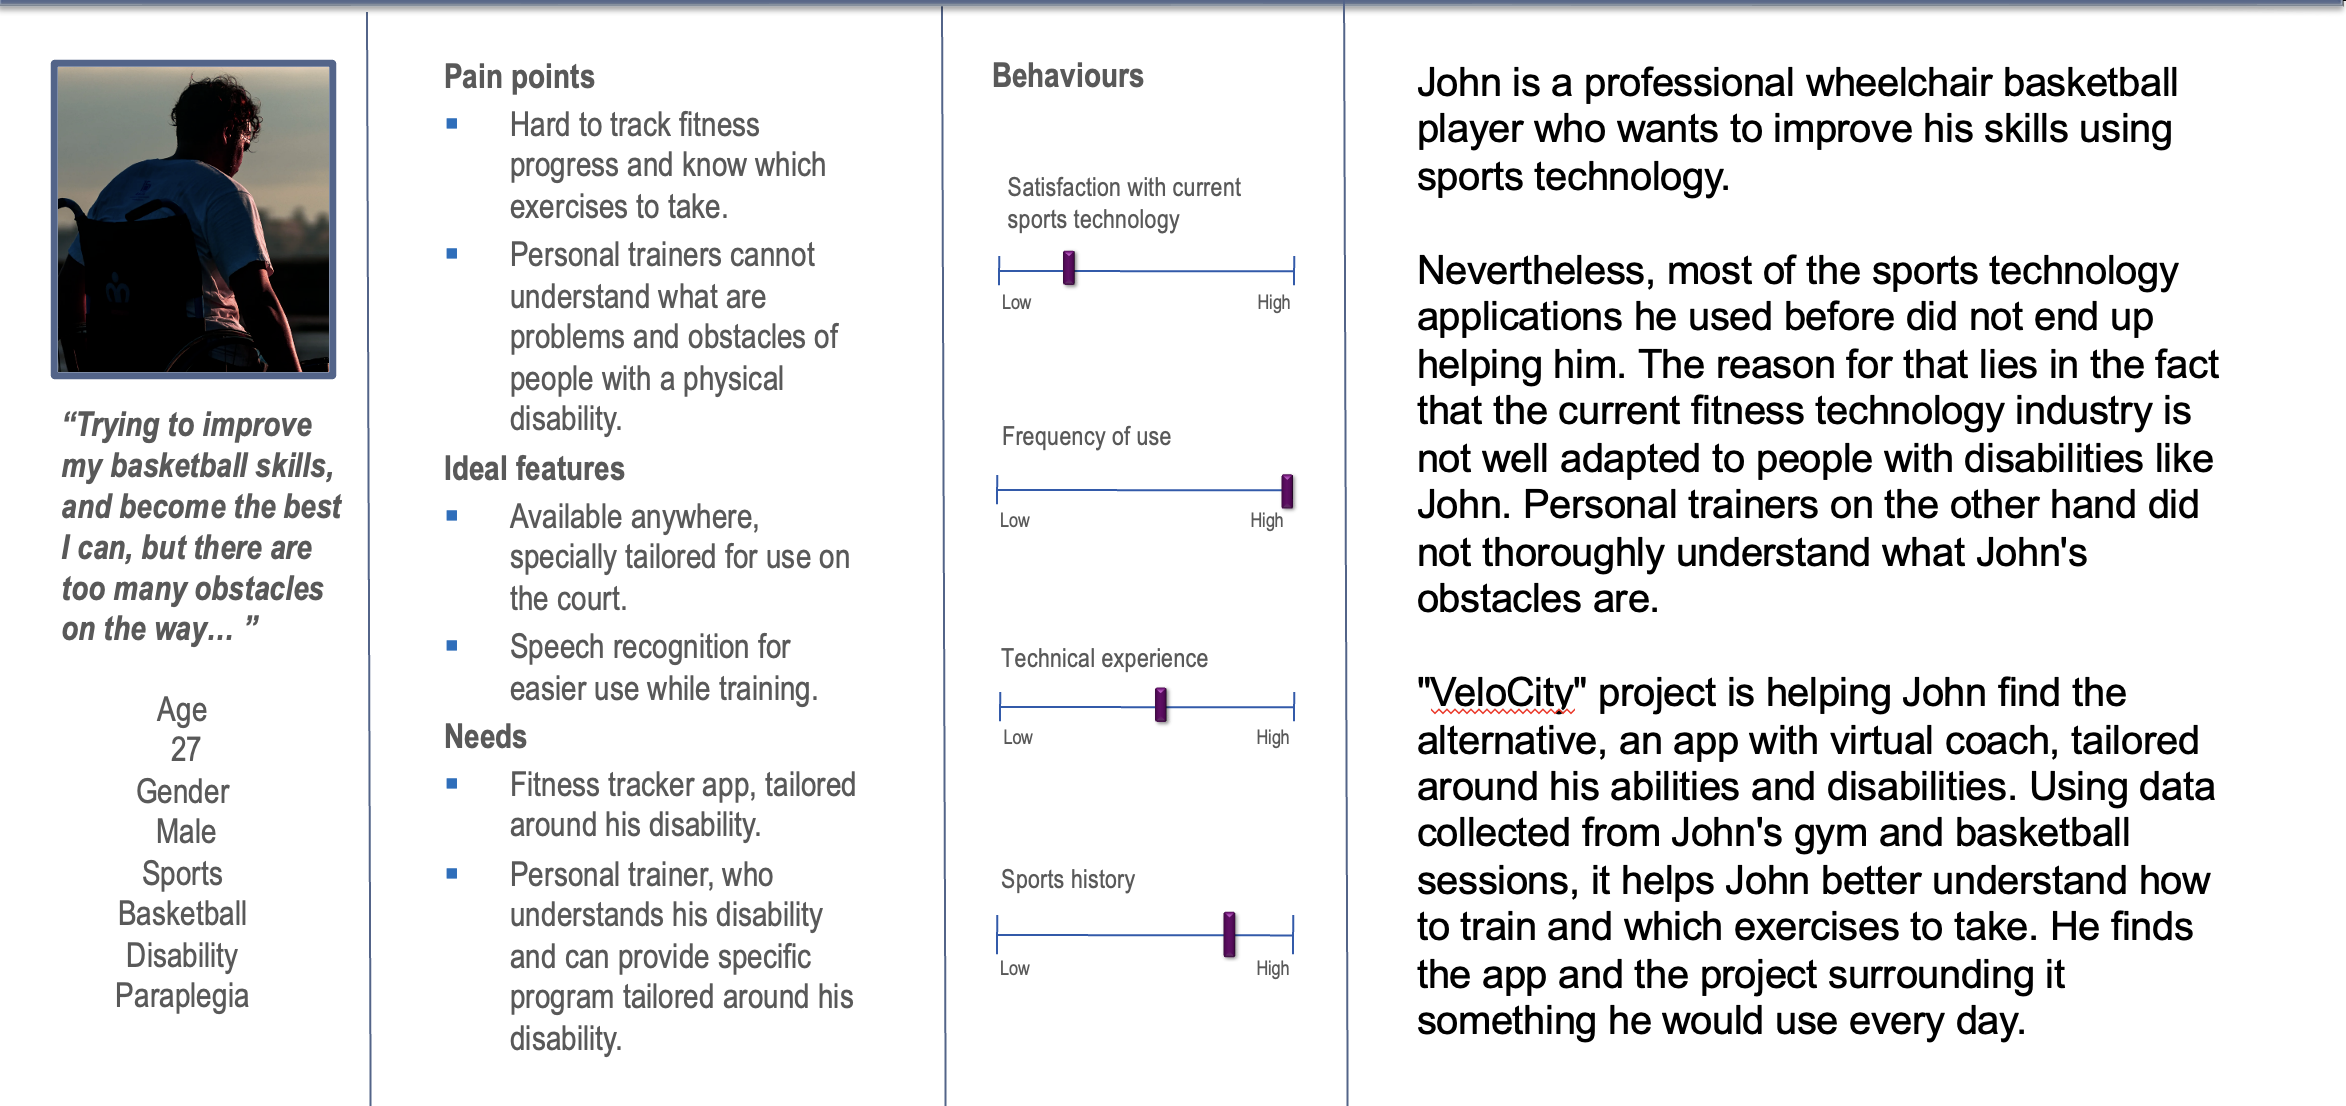 “Trying to improve
my basketball skills,
and become the best
I can, but there are
too many obstacles
on the way… ”
Age
27
Gender
Male
Sports
Basketball
Disability
Paraplegia
Pain points
Hard to track fitness
progress and know which
exercises to take.
Personal trainers cannot
understand what are
problems and obstacles of
people with a physical
disability.
Ideal features
Available anywhere,
specially tailored for use on
the court.
Speech recognition for
easier use while training.
Needs
Fitness tracker app, tailored
around his disability.
Personal trainer, who
understands his disability
and can provide specific
program tailored around his
disability.
Behaviours
Satisfaction with current
sports technology
Low High
Frequency of use
Low High
Technical experience
Low High
Sports history
Low High
John is a professional wheelchair basketball
player who wants to improve his skills using
sports technology.
Nevertheless, most of the sports technology
applications he used before did not end up
helping him. The reason for that lies in the fact
that the current fitness technology industry is
not well adapted to people with disabilities like
John. Personal trainers on the other hand did
not thoroughly understand what John's
obstacles are.
"VeloCity" project is helping John find the
alternative, an app with virtual coach, tailored
around his abilities and disabilities. Using data
collected from John's gym and basketball
sessions, it helps John better understand how
to train and which exercises to take. He finds
the app and the project surrounding it
something he would use every day.